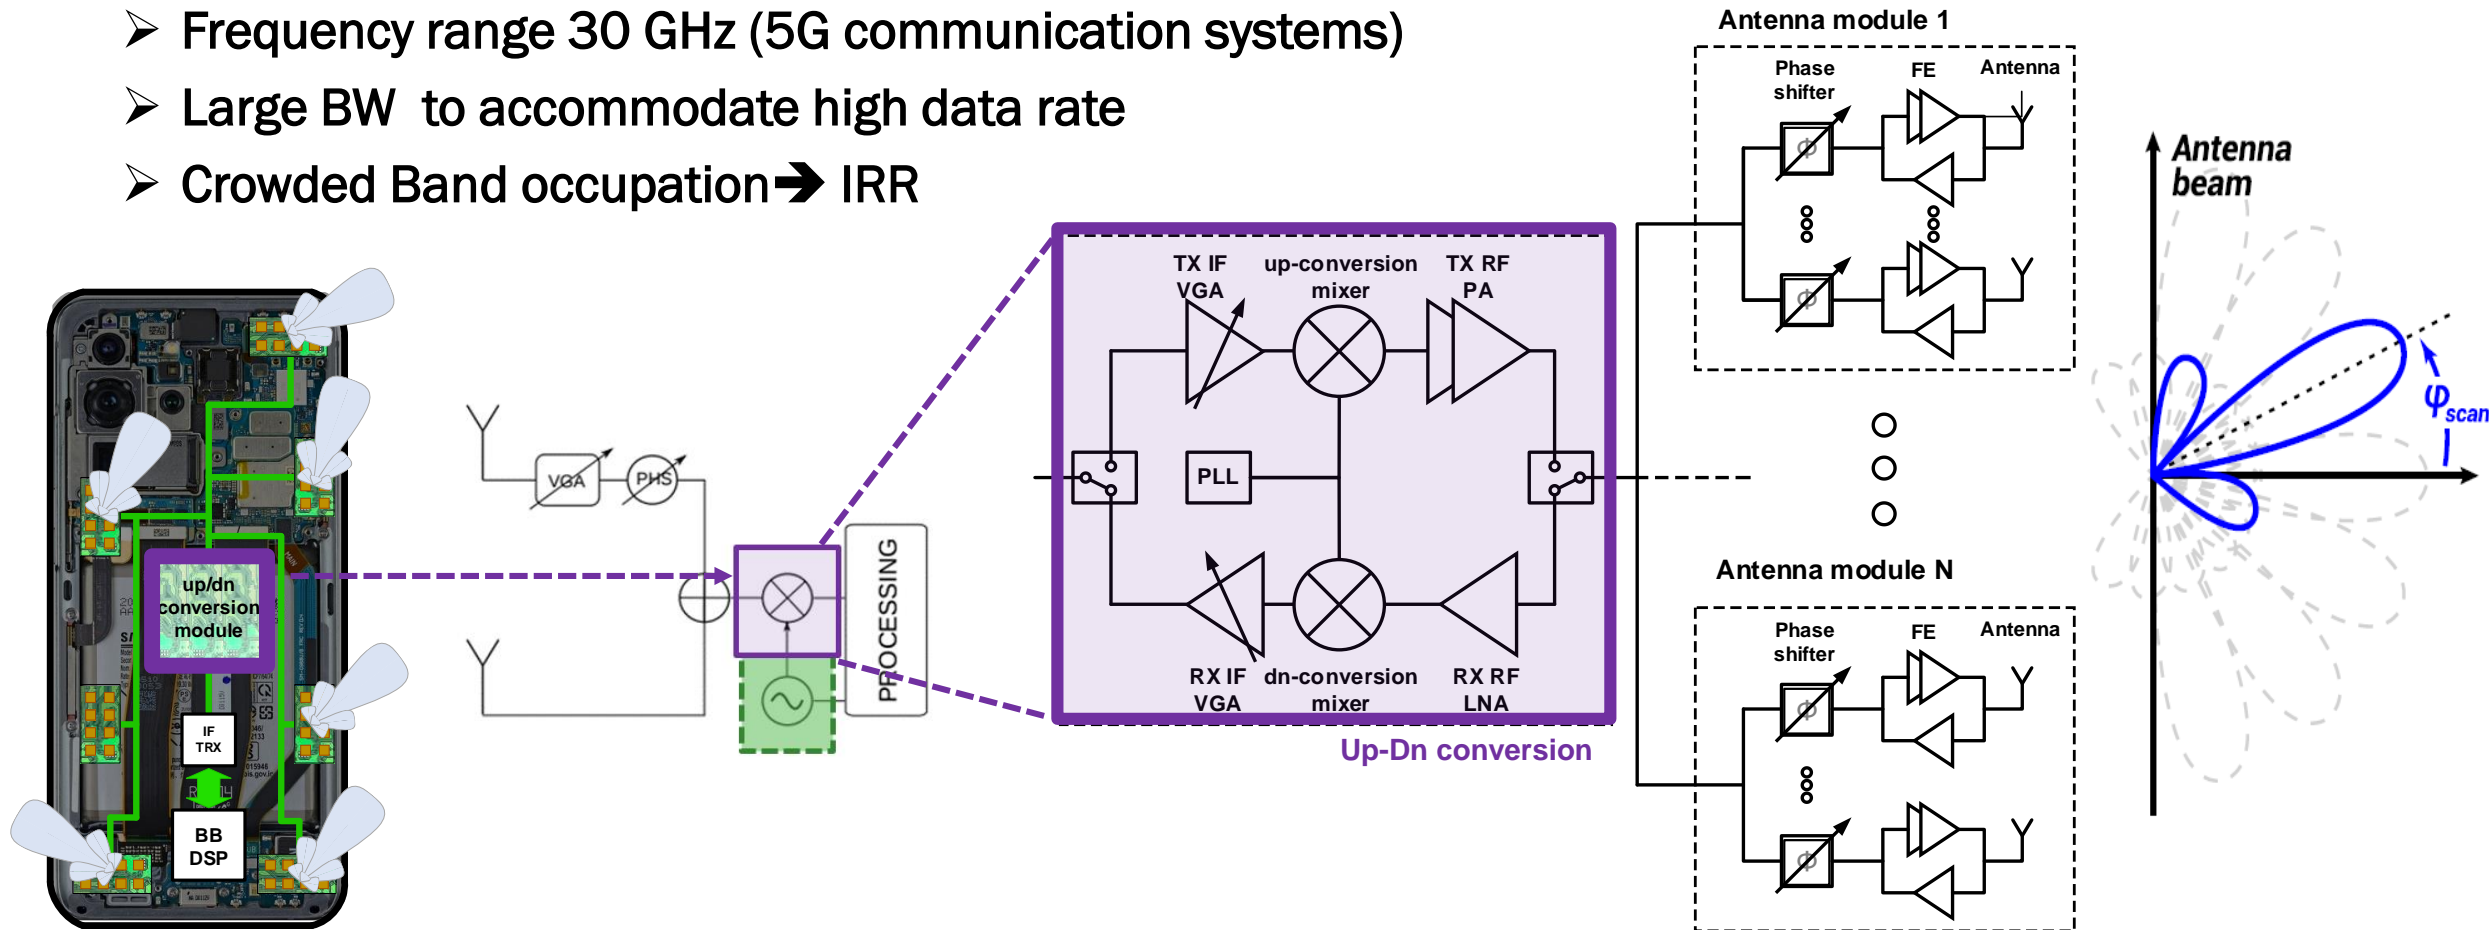 ➢ Frequency range 30 GHz (5G communication systems)
➢ Large BW to accommodate high data rate
➢ Crowded Band occupation➔ IRR
up/dn
conversion
module
IF
TRX
BB
DSP
MAIN
VGA
PHS
PROCESSING
TX IF
VGA
up-conversion
mixer
TX RF
PA
PLL
RX IF
VGA
dn-conversion
mixer
RX RF
LNA
Up-Dn conversion
Antenna module 1
Phase
shifter
FE
Antenna
Φ
Φ
Antenna module N
Phase
shifter
FE
Antenna
Φ
Φ
Antenna
beam
φscan